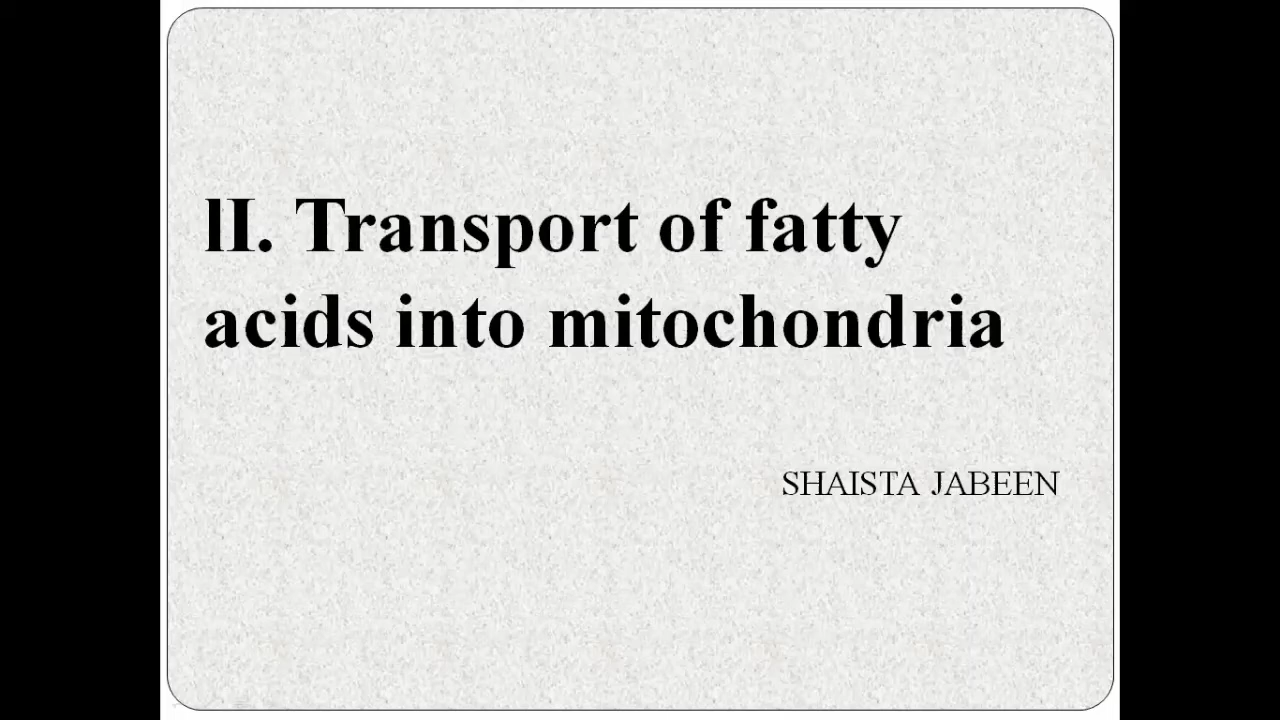 II. Transport of fatty
acids into mitochondria
SHAISTA JABEEN